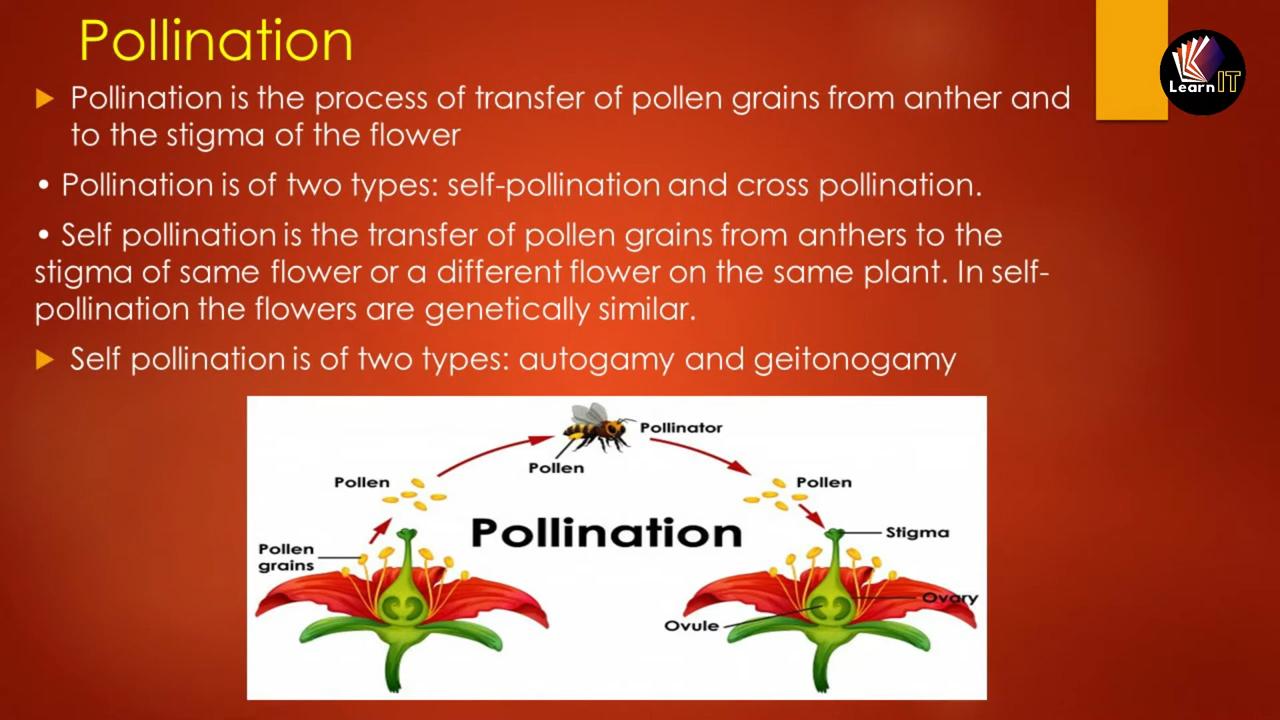 Pollination
Learn IT
▶ Pollination is the process of transfer of pollen grains from anther and
to the stigma of the flower
• Pollination is of two types: self-pollination and cross pollination.
• Self pollination is the transfer of pollen grains from anthers to the
stigma of same flower or a different flower on the same plant. In self-
pollination the flowers are genetically similar.
▶ Self pollination is of two types: autogamy and geitonogamy
Pollinator
Pollen
Pollen
Pollen
Pollination
Stigma
Pollen
grains
Ovary
Ovule